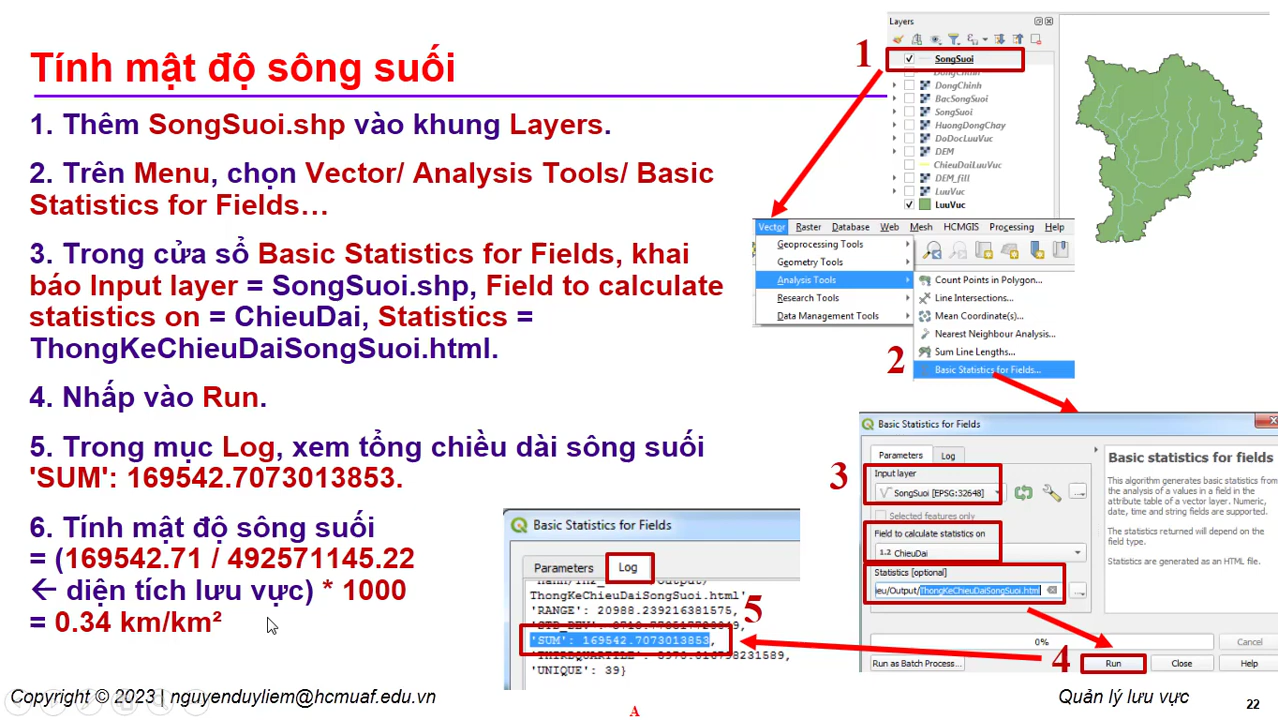 Tính mật độ sông suối
1. Thêm SongSuoi.shp vào khung Layers.
2. Trên Menu, chọn Vector/ Analysis Tools/ Basic
Statistics for Fields…
3. Trong cửa sổ Basic Statistics for Fields, khai
báo Input layer = SongSuoi.shp, Field to calculate
statistics on = ChieuDai, Statistics =
ThongKeChieuDaiSongSuoi.html.
4. Nhấp vào Run.
5. Trong mục Log, xem tổng chiều dài sông suối
'SUM': 169542.7073013853.
6. Tính mật độ sông suối
= (169542.71 / 492571145.22
← diện tích lưu vực) * 1000
= 0.34 km/km²
1
Layers
SongSuoi
DongChinh
DongChinh
BacSongSuoi
SongSuoi
HuongDongChay
DoDocLuuVuc
DEM
ChieuDaiLuuVuc
DEM_fill
LuuVuc
LuuVuc
Vector Raster Database Web Mesh HCMGIS Processing Help
Geoprocessing Tools
Geometry Tools
Analysis Tools
Research Tools
Data Management Tools
Count Points in Polygon...
Line Intersections...
Mean Coordinate(s)...
Nearest Neighbour Analysis...
Sum Line Lengths...
2
Basic Statistics for Fields...
Basic Statistics for Fields
Parameters Log
3
Input layer
SongSuoi [EPSG:32648]
Selected features only
Field to calculate statistics on
1.2 ChieuDai
Statistics [optional]
ieu/Output/ThongKeChieuDaiSongSuoi.html
0%
Cancel
Run as Batch Process...
4
Run
Close
Help
Basic statistics for fields
This algorithm generates basic statistics from
the analysis of a values in a field in the
attribute table of a vector layer. Numeric,
date, time and string fields are supported.
The statistics returned will depend on the
field type.
Statistics are generated as an HTML file.
Basic Statistics for Fields
Parameters Log
ThongKeChieuDaiSongSuoi.html'
'RANGE': 20988.239216381575,
5
'SUM': 169542.7073013853,
'UNIQUE': 39}
Copyright © 2023 | nguyenduyliem@hcmuaf.edu.vn
A
Quản lý lưu vực
22